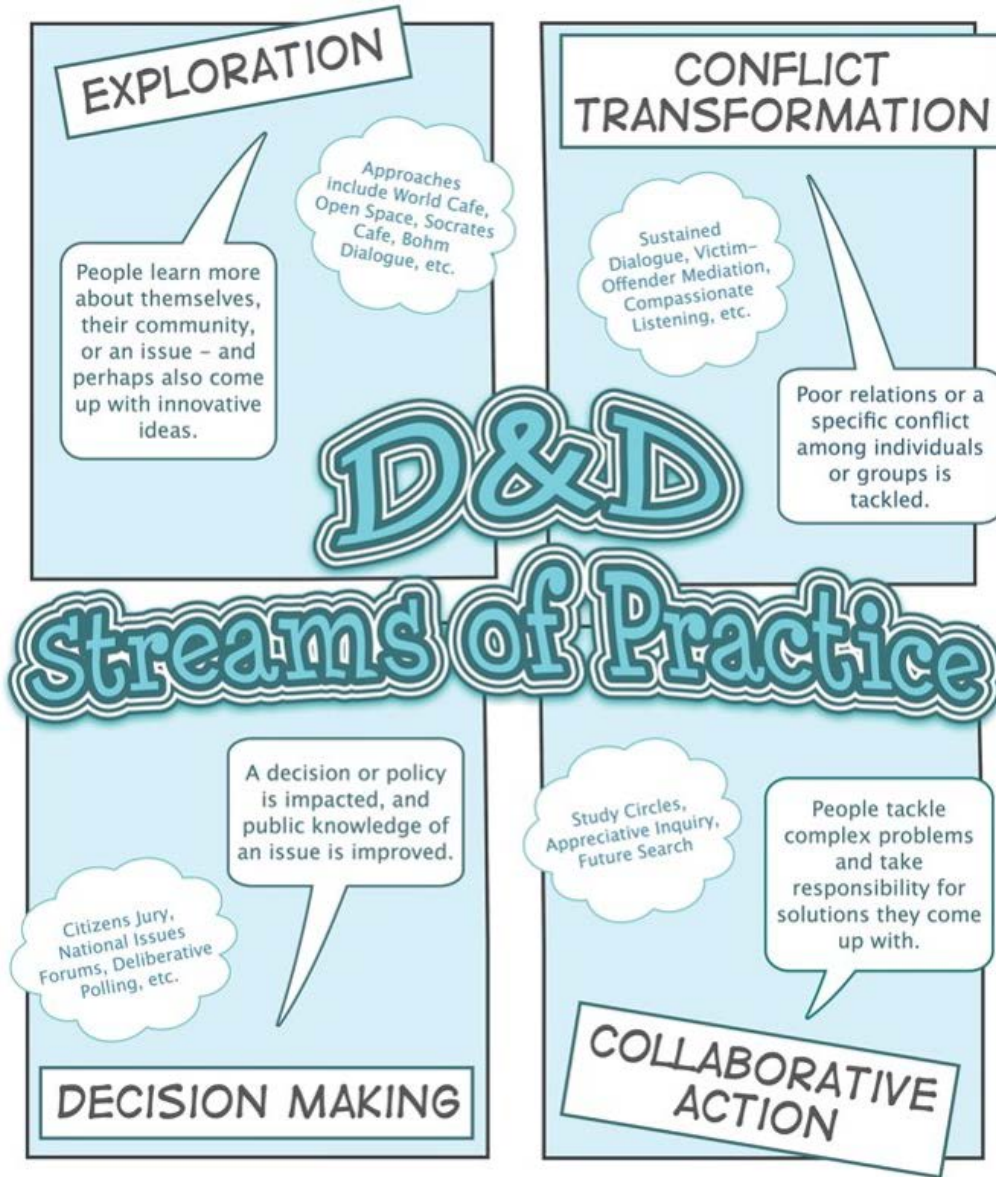 EXPLORATION
Approaches
include World Cafe,
Open Space, Socrates
Cafe, Bohm
Dialogue, etc.
People learn more
about themselves,
their community,
or an issue – and
perhaps also come
up with innovative
ideas.
CONFLICT
TRANSFORMATION
Sustained
Dialogue, Victim-
Offender Mediation,
Compassionate
Listening, etc.
Poor relations or a
specific conflict
among individuals
or groups is
tackled.
D&D
Streams of Practice
A decision or policy
is impacted, and
public knowledge of
an issue is improved.
Citizens Jury,
National Issues
Forums, Deliberative
Polling, etc.
DECISION MAKING
Study Circles,
Appreciative Inquiry,
Future Search
People tackle
complex problems
and take
responsibility for
solutions they come
up with.
COLLABORATIVE
ACTION